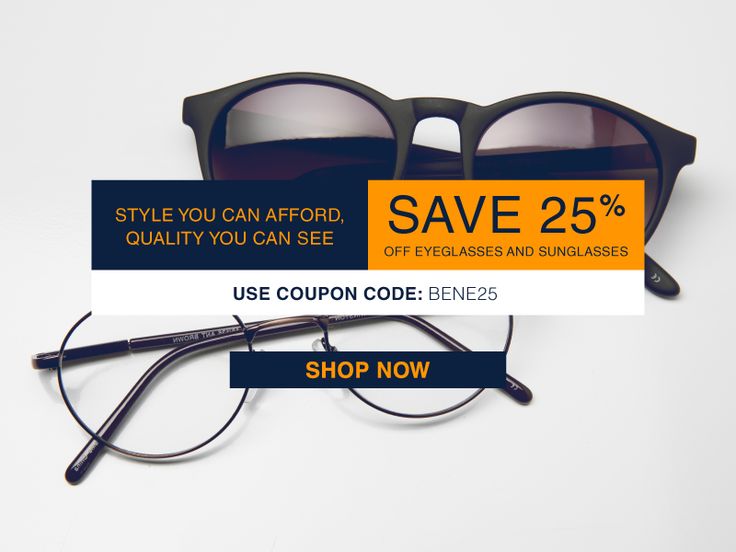 STYLE YOU CAN AFFORD,
QUALITY YOU CAN SEE
SAVE 25%
OFF EYEGLASSES AND SUNGLASSES
USE COUPON CODE: BENE25
SHOP NOW